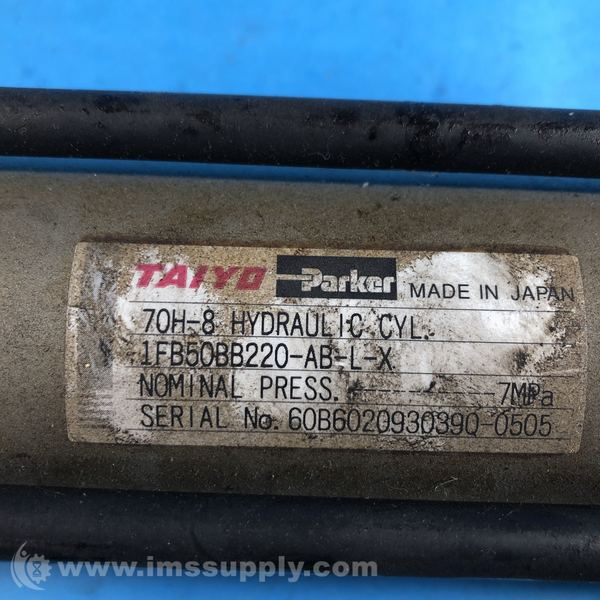 TAIYO Parker MADE IN JAPAN
70H-8 HYDRAULIC CYL.
1FB50BB220-AB-L-X
NOMINAL PRESS. 7MPa
SERIAL No. 60B602093039Q-0505
www.imssupply.com